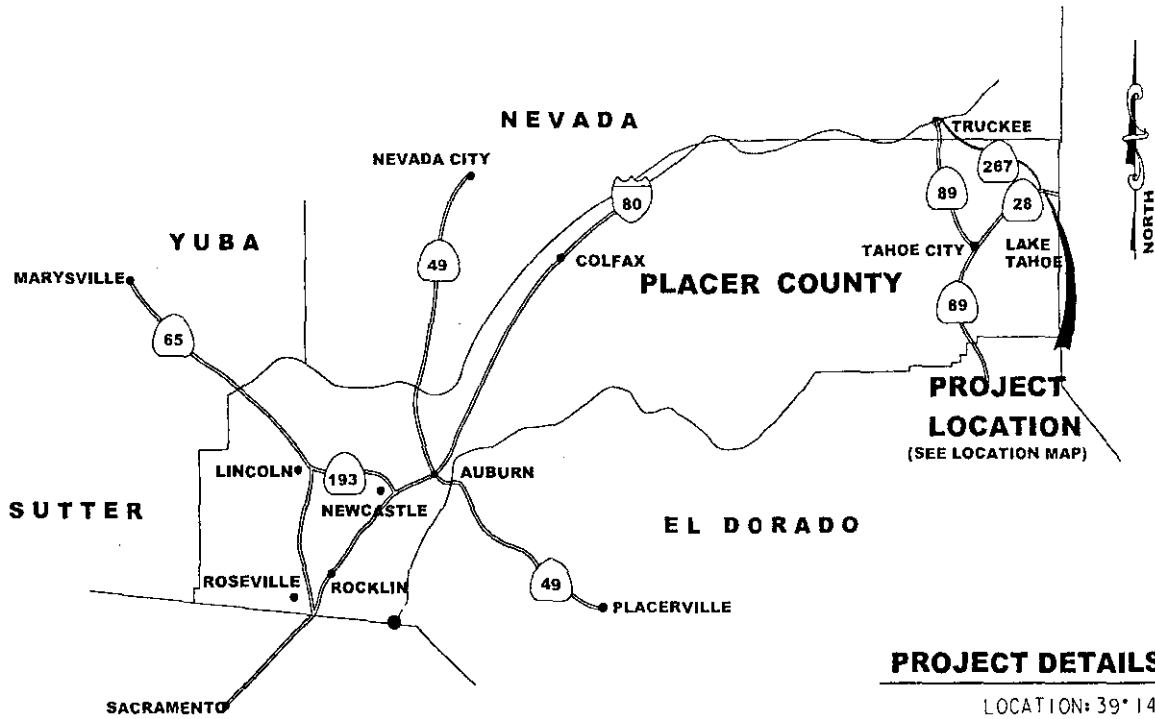 NEVADA
TRUCKEE
NEVADA CITY
267
80
89
28
NORTH
YUBA
49
COLFAX
TAHOE CITY
LAKE
TAHOE
MARYSVILLE
PLACER COUNTY
89
65
PROJECT
LOCATION
(SEE LOCATION MAP)
LINCOLN
193
AUBURN
NEWCASTLE
SUTTER
EL DORADO
ROSEVILLE
ROCKLIN
49
PLACERVILLE
PROJECT DETAILS
LOCATION: 39° 14
SACRAMENTO